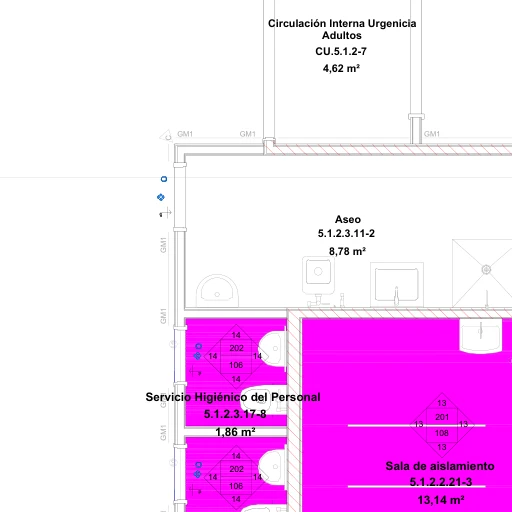 Circulación Interna Urgenicia
Adultos
CU.5.1.2-7
4,62 m²
GM1
GM1
GM1
Aseo
5.1.2.3.11-2
8,78 m²
GM1
GM1
14
202
14
14
106
14
GM1
Servicio Higiénico del Personal
5.1.2.3.17-8
1,86 m²
GM1
13
201
13
13
108
13
14
202
14
14
106
14
Sala de aislamiento
5.1.2.2.21-3
13,14 m²